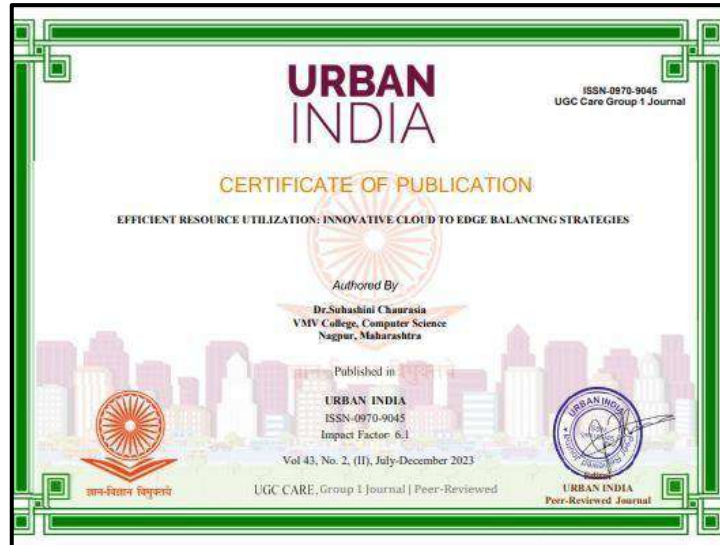 URBAN
INDIA
ISSN-0970-9045
UGC Care Group 1 Journal
CERTIFICATE OF PUBLICATION
EFFICIENT RESOURCE UTILIZATION: INNOVATIVE CLOUD TO EDGE BALANCING STRATEGIES
Authored By
Dr.Suhashini Chaurasia
VMV College, Computer Science
Nagpur, Maharashtra
Published in
URBAN INDIA
ISSN-0970-9045
Impact Factor- 6.1
Vol 43, No. 2, (II), July-December 2023
UGC CARE, Group 1 Journal | Peer-Reviewed
ज्ञान-विज्ञान विमुक्तये
URBAN INDIA
Editor
URBAN INDIA
Peer-Reviewed Journal